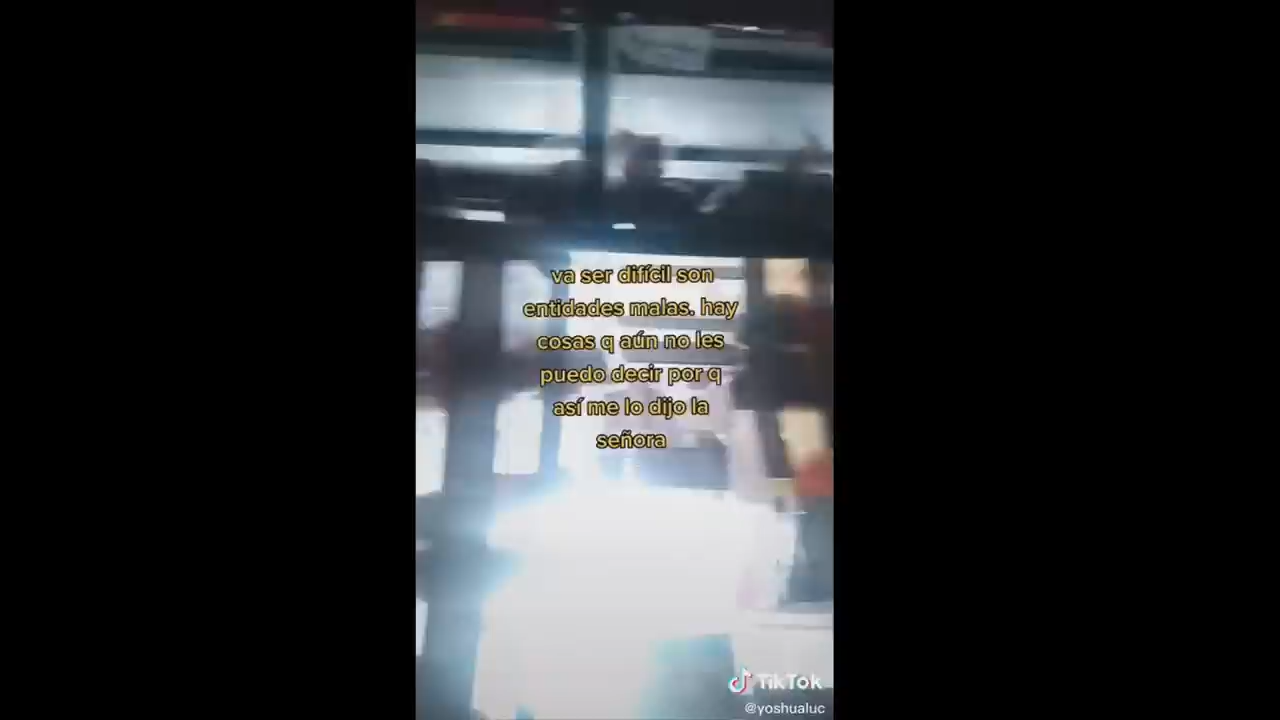 va ser difícil son
entidades malas. hay
cosas q aún no les
puedo decir por q
así me lo dijo la
señora
TikTok
@yoshualuc